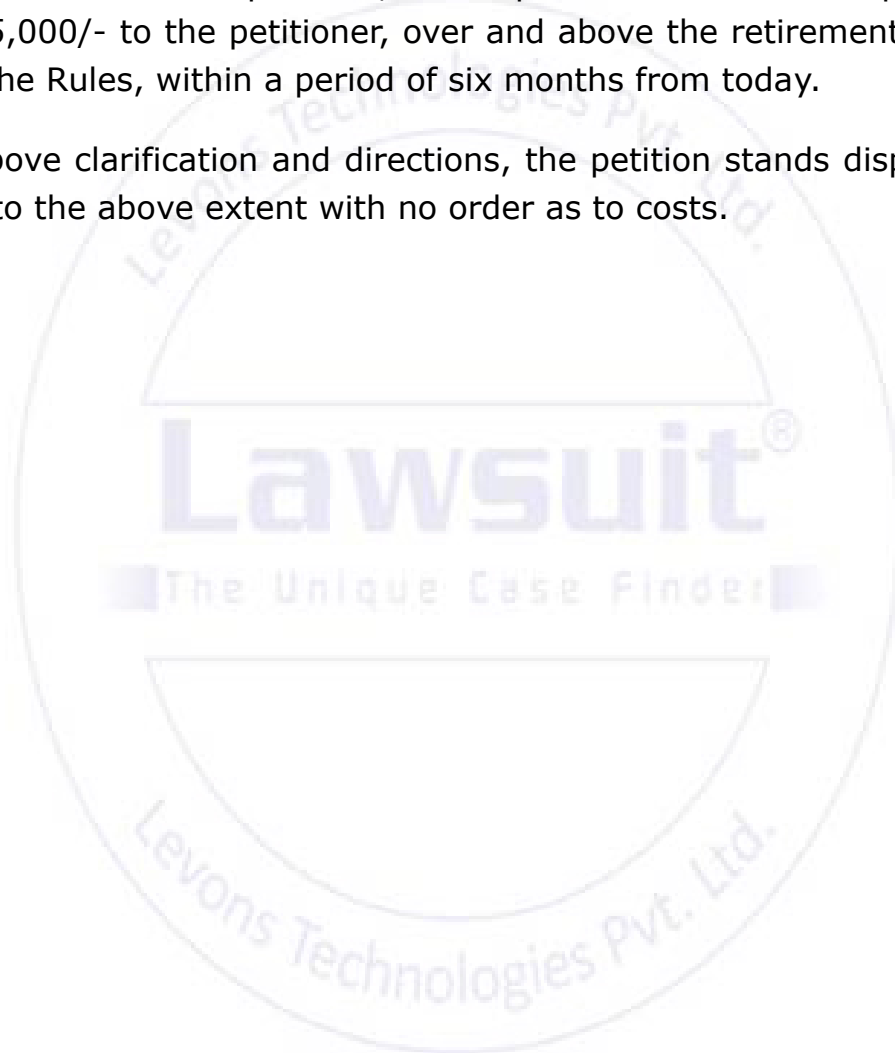 5,000/- to the petitioner, over and above the retirement
he Rules, within a period of six months from today.
bove clarification and directions, the petition stands disp
to the above extent with no order as to costs.
Levons Technologies Pvt. Ltd.
Lawsuit®
The Unique Case Finder
Levons Technologies Pvt. Ltd.